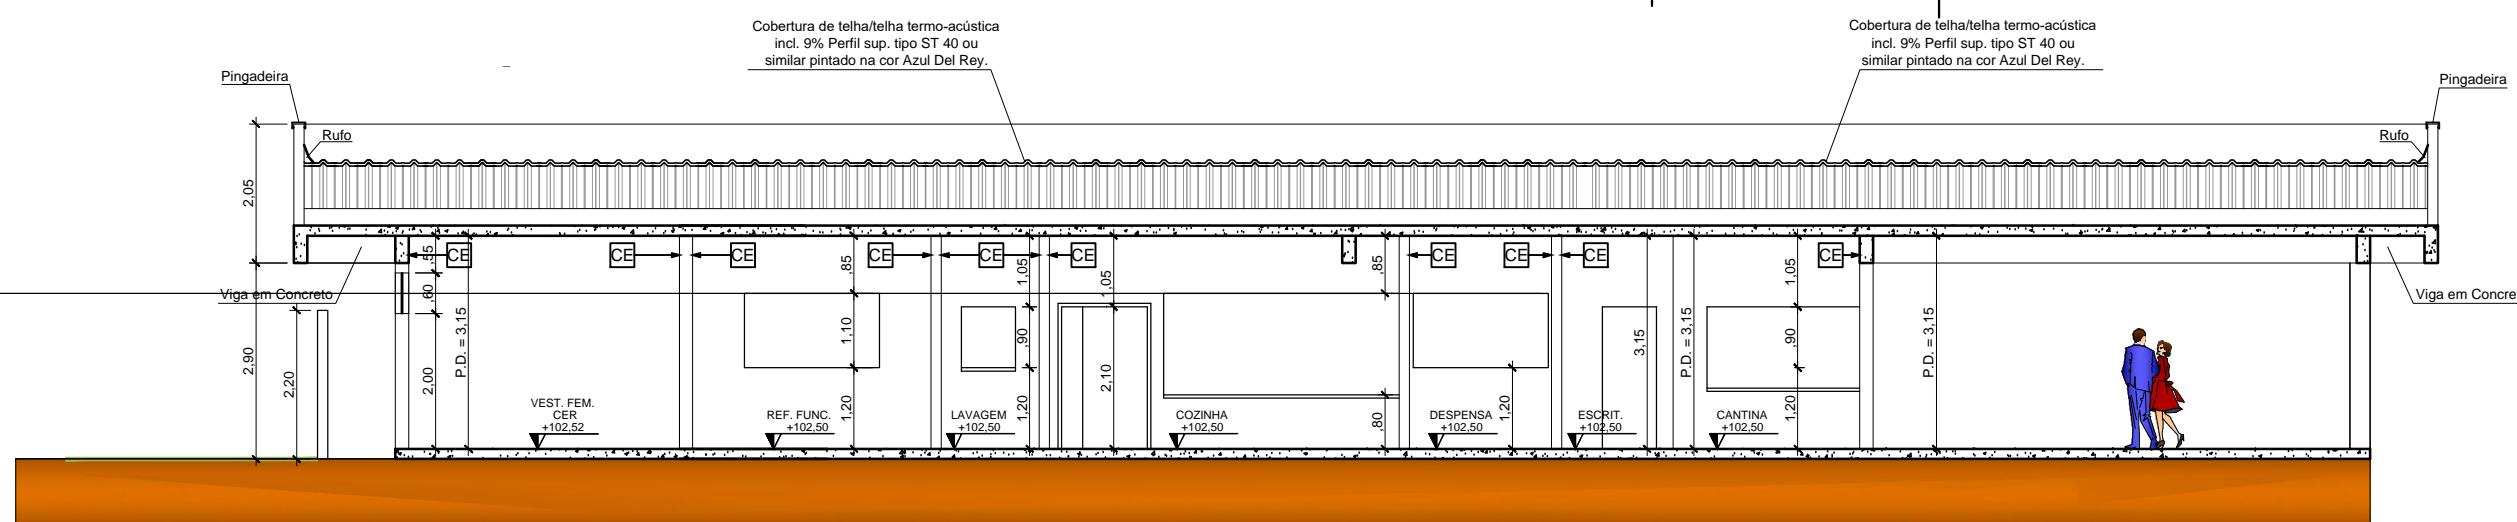 Cobertura de telha/telha termo-acústica
incl. 9% Perfil sup. tipo ST 40 ou
similar pintado na cor Azul Del Rey.
Cobertura de telha/telha termo-acústica
incl. 9% Perfil sup. tipo ST 40 ou
similar pintado na cor Azul Del Rey.
Pingadeira
Pingadeira
Rufo
Rufo
2,05
CE
CE
CE
CE
CE
CE
CE
CE
CE
CE
,55
,85
1,05
,85
1,05
,60
Viga em Concreto
Viga em Concre
2,90
2,20
2,00
P.D. = 3,15
1,10
,90
2,10
3,15
P.D. = 3,15
,90
P.D. = 3,15
1,20
1,20
,80
1,20
1,20
VEST. FEM.
CER
+102,52
REF. FUNC.
+102,50
LAVAGEM
+102,50
COZINHA
+102,50
DESPENSA
+102,50
ESCRIT.
+102,50
CANTINA
+102,50